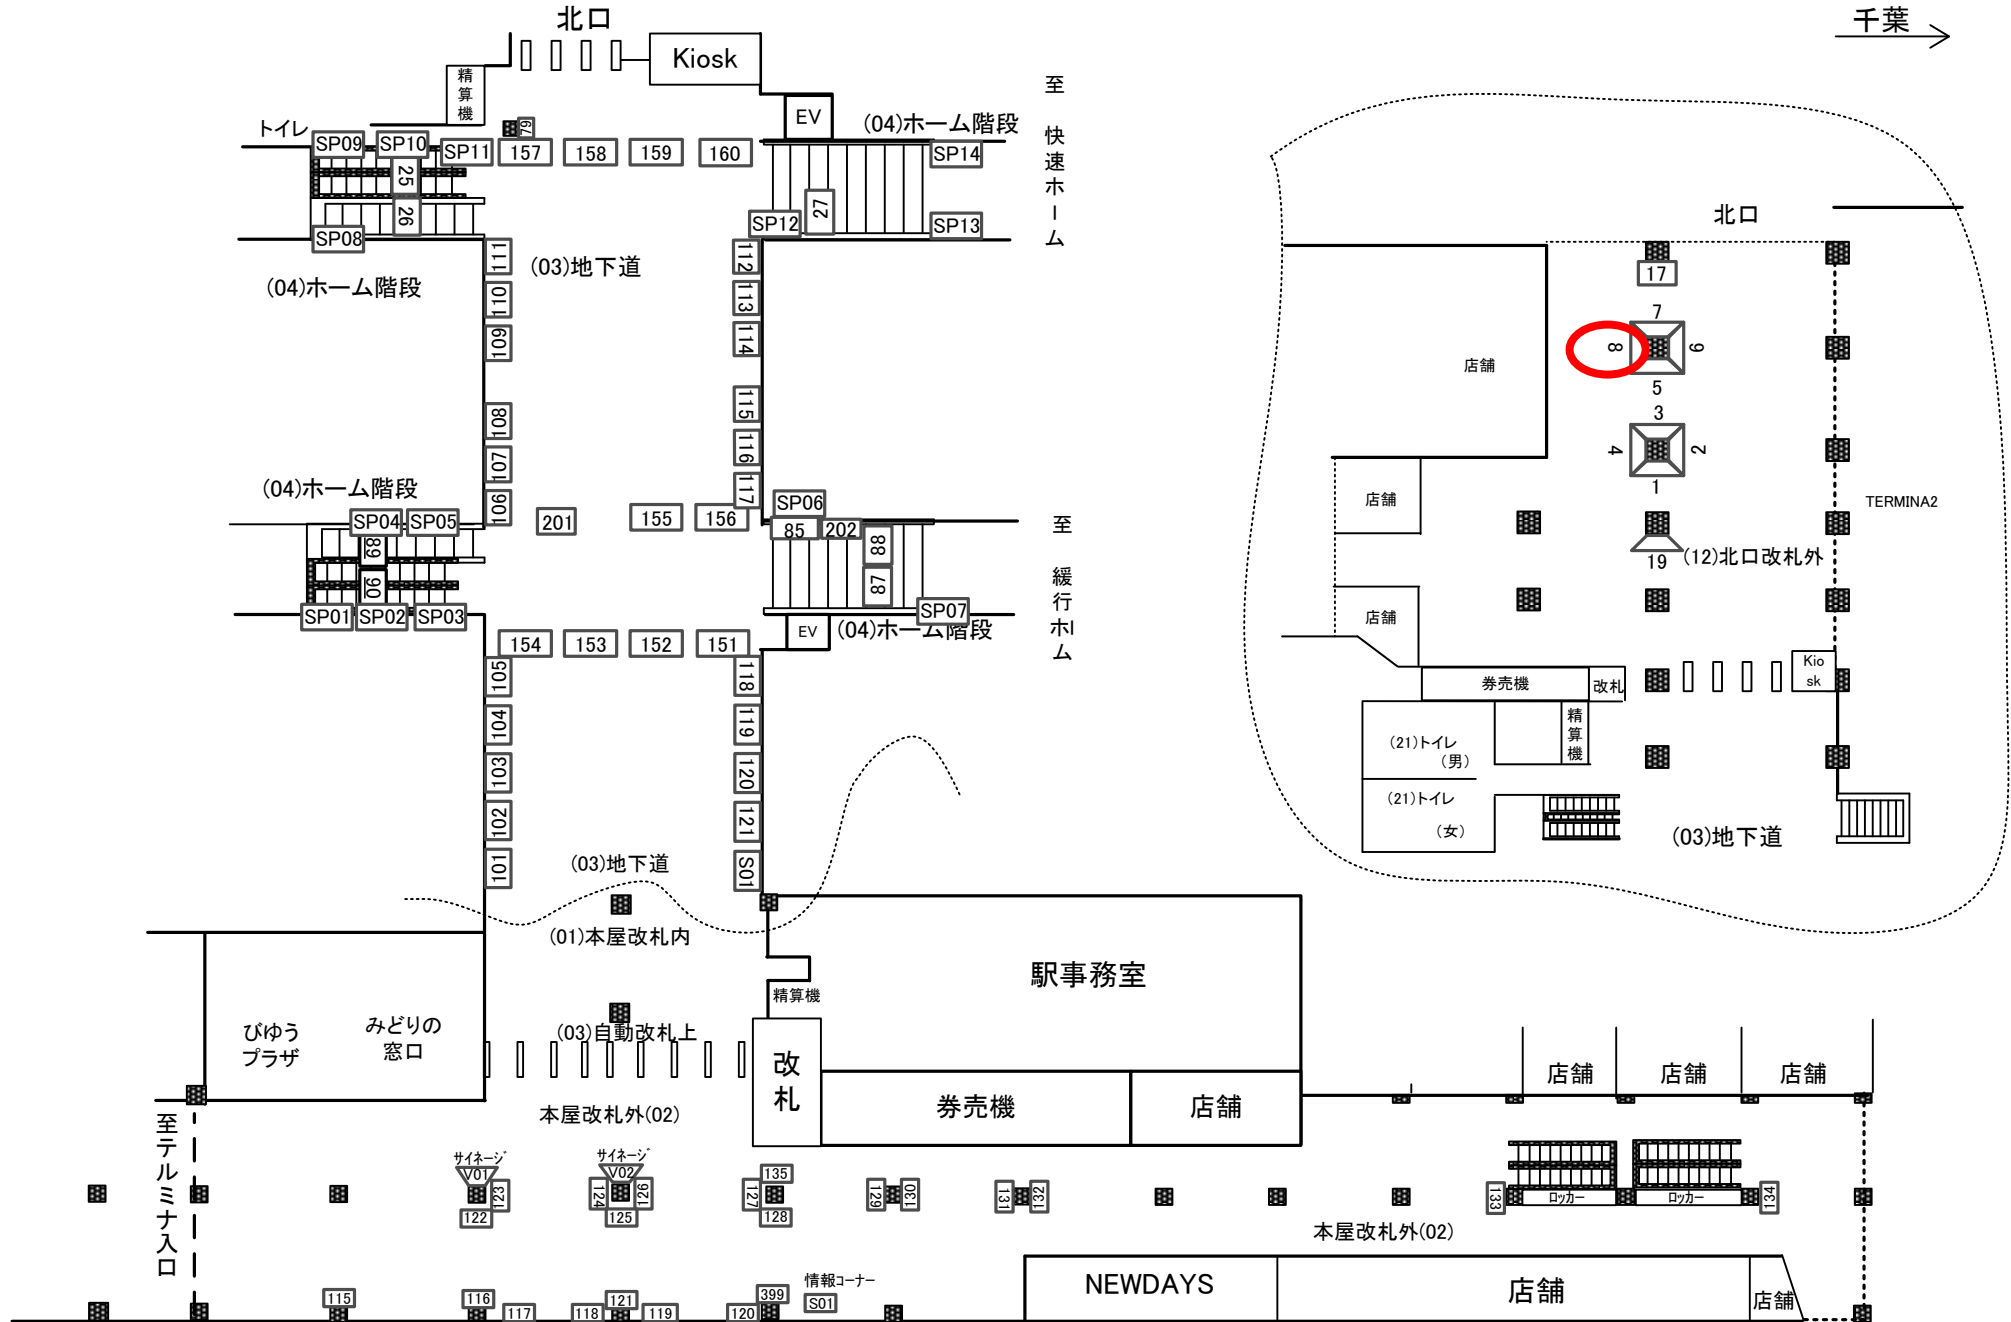 北口
千葉
Kiosk
精算機
EV
トイレ
(04)ホーム階段
至 快速ホーム
79
SP09
SP10
SP11
157
158
159
160
SP14
25
26
27
SP08
SP12
SP13
111
112
(03)地下道
(04)ホーム階段
110
113
109
114
108
115
107
116
106
117
(04)ホーム階段
SP04
SP05
201
155
156
SP06
85
202
88
87
89
90
SP01
SP02
SP03
SP07
EV
(04)ホーム階段
至 緩行ホーム
154
153
152
151
105
118
104
119
103
120
102
121
101
S01
(03)地下道
(01)本屋改札内
精算機
駅事務室
びゆう
プラザ
みどりの
窓口
(03)自動改札上
改札
券売機
店舗
本屋改札外(02)
至テルミナ入口
サイネージ
V01
サイネージ
V02
123
122
124
126
125
135
127
128
129
130
131
132
133
134
ロッカー
ロッカー
店舗
店舗
店舗
本屋改札外(02)
115
116
117
118
121
119
120
399
情報コーナー
S01
NEWDAYS
店舗
店舗
北口
17
7
8
6
5
3
4
2
1
19
(12)北口改札外
TERMINA2
店舗
店舗
店舗
券売機
改札
精算機
Kio
sk
(21)トイレ
(男)
(21)トイレ
(女)
(03)地下道